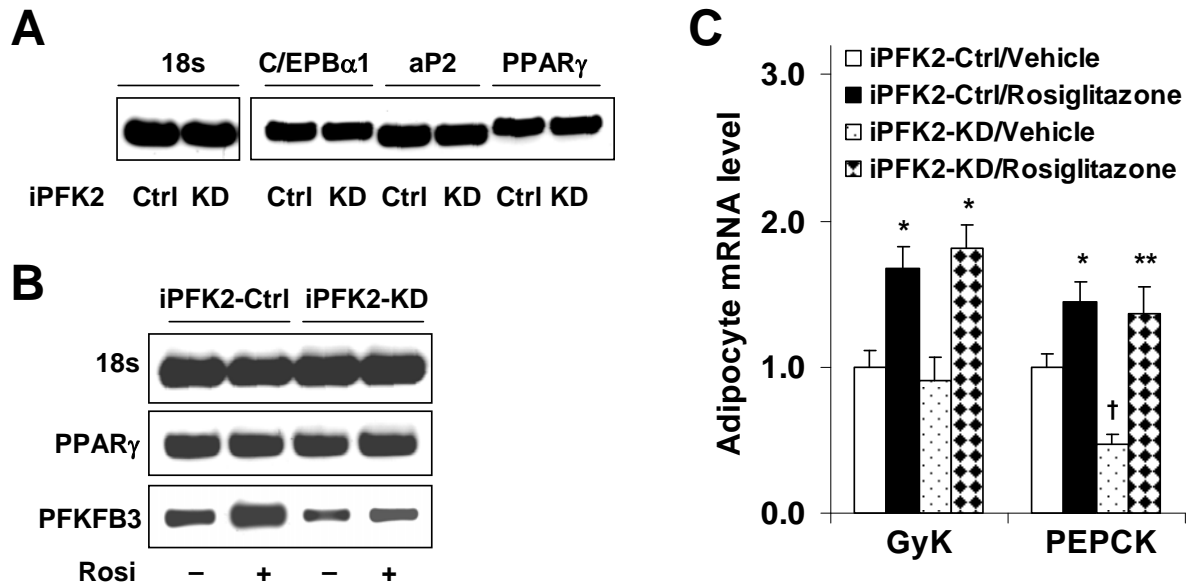 A
18s C/EPBα1 aP2 PPARγ
iPFK2 Ctrl KD Ctrl KD Ctrl KD Ctrl KD
B
iPFK2-Ctrl iPFK2-KD
18s
PPARγ
PFKFB3
Rosi – + – +
C
Adipocyte mRNA level
iPFK2-Ctrl/Vehicle
iPFK2-Ctrl/Rosiglitazone
iPFK2-KD/Vehicle
iPFK2-KD/Rosiglitazone
3.0
2.0
1.0
0.0
* *
* † **
GyK PEPCK